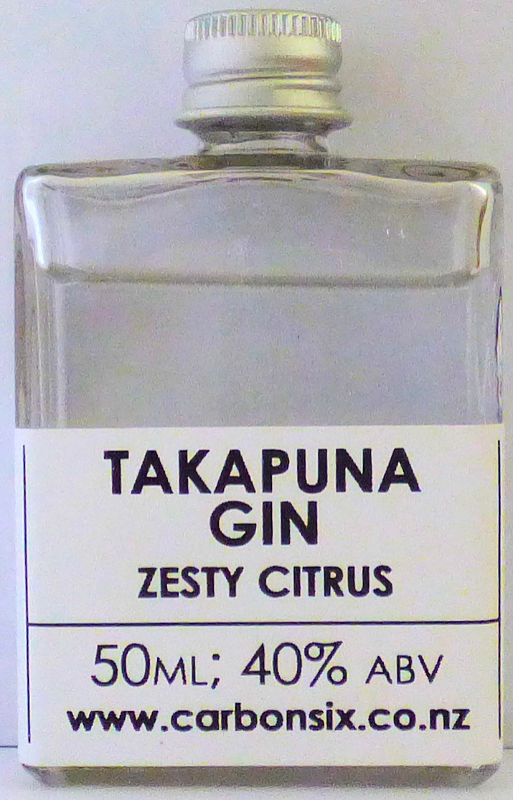 TAKAPUNA
GIN
ZESTY CITRUS
50ML; 40% ABV
www.carbonsix.co.nz